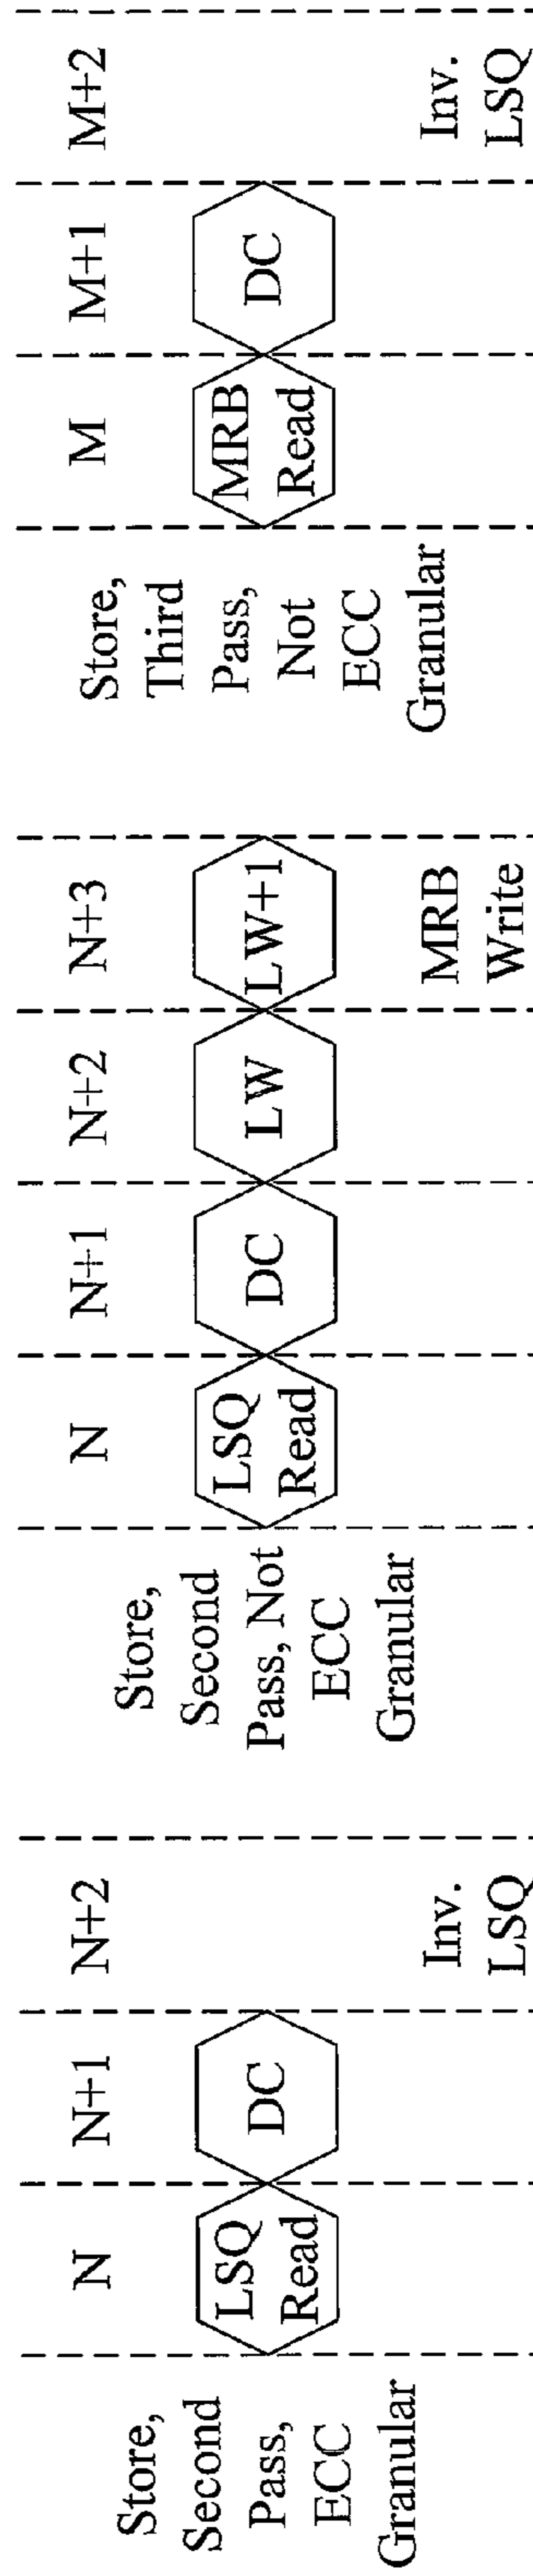 N N+1 N+2
Store,
Second
Pass,
ECC
Granular
LSQ
Read
DC
Inv.
LSQ
N N+1 N+2 N+3
Store,
Second
Pass, Not
ECC
Granular
LSQ
Read
DC
LW
LW+1
MRB
Write
M M+1 M+2
Store,
Third
Pass,
Not
ECC
Granular
MRB
Read
DC
Inv.
LSQ